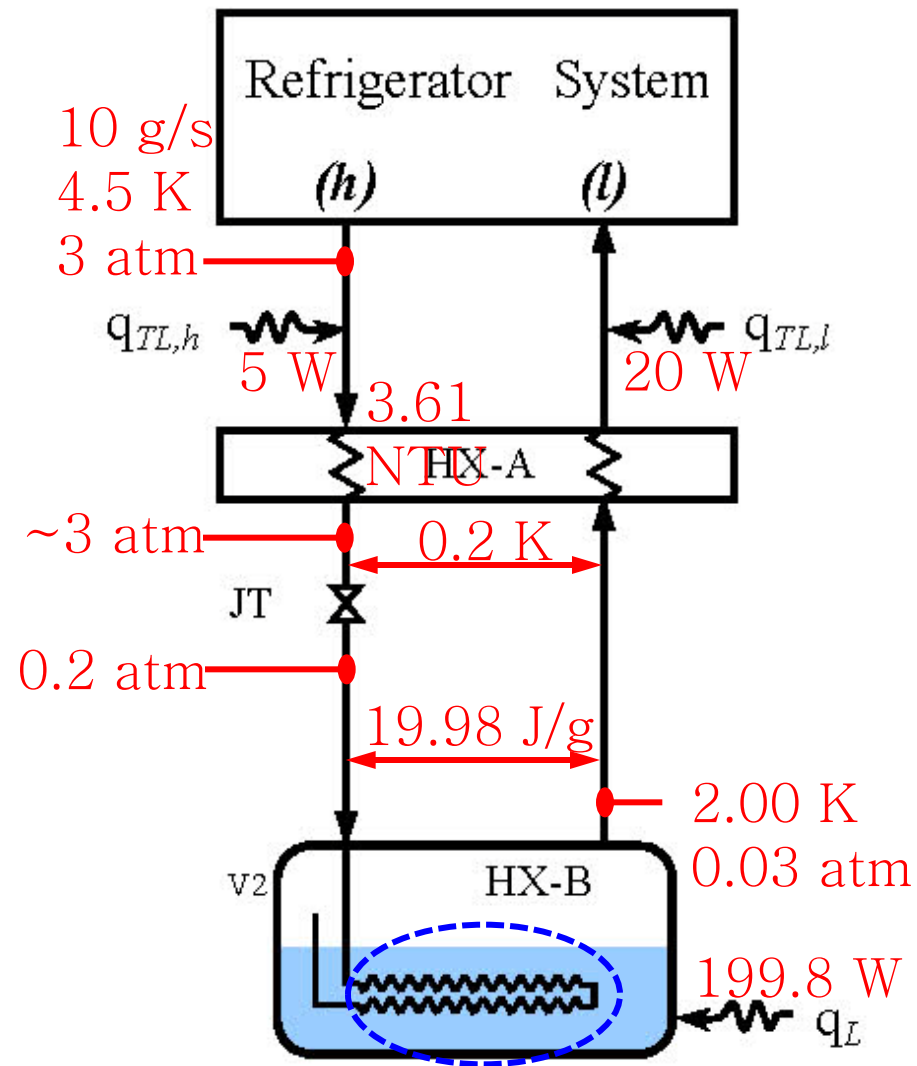 Refrigerator System
10 g/s
4.5 K
(h) (l)
3 atm
q_TL,h
q_TL,l
5 W
20 W
3.61
NTU
HX-A
~3 atm
0.2 K
JT
0.2 atm
19.98 J/g
2.00 K
0.03 atm
V2
HX-B
199.8 W
q_L